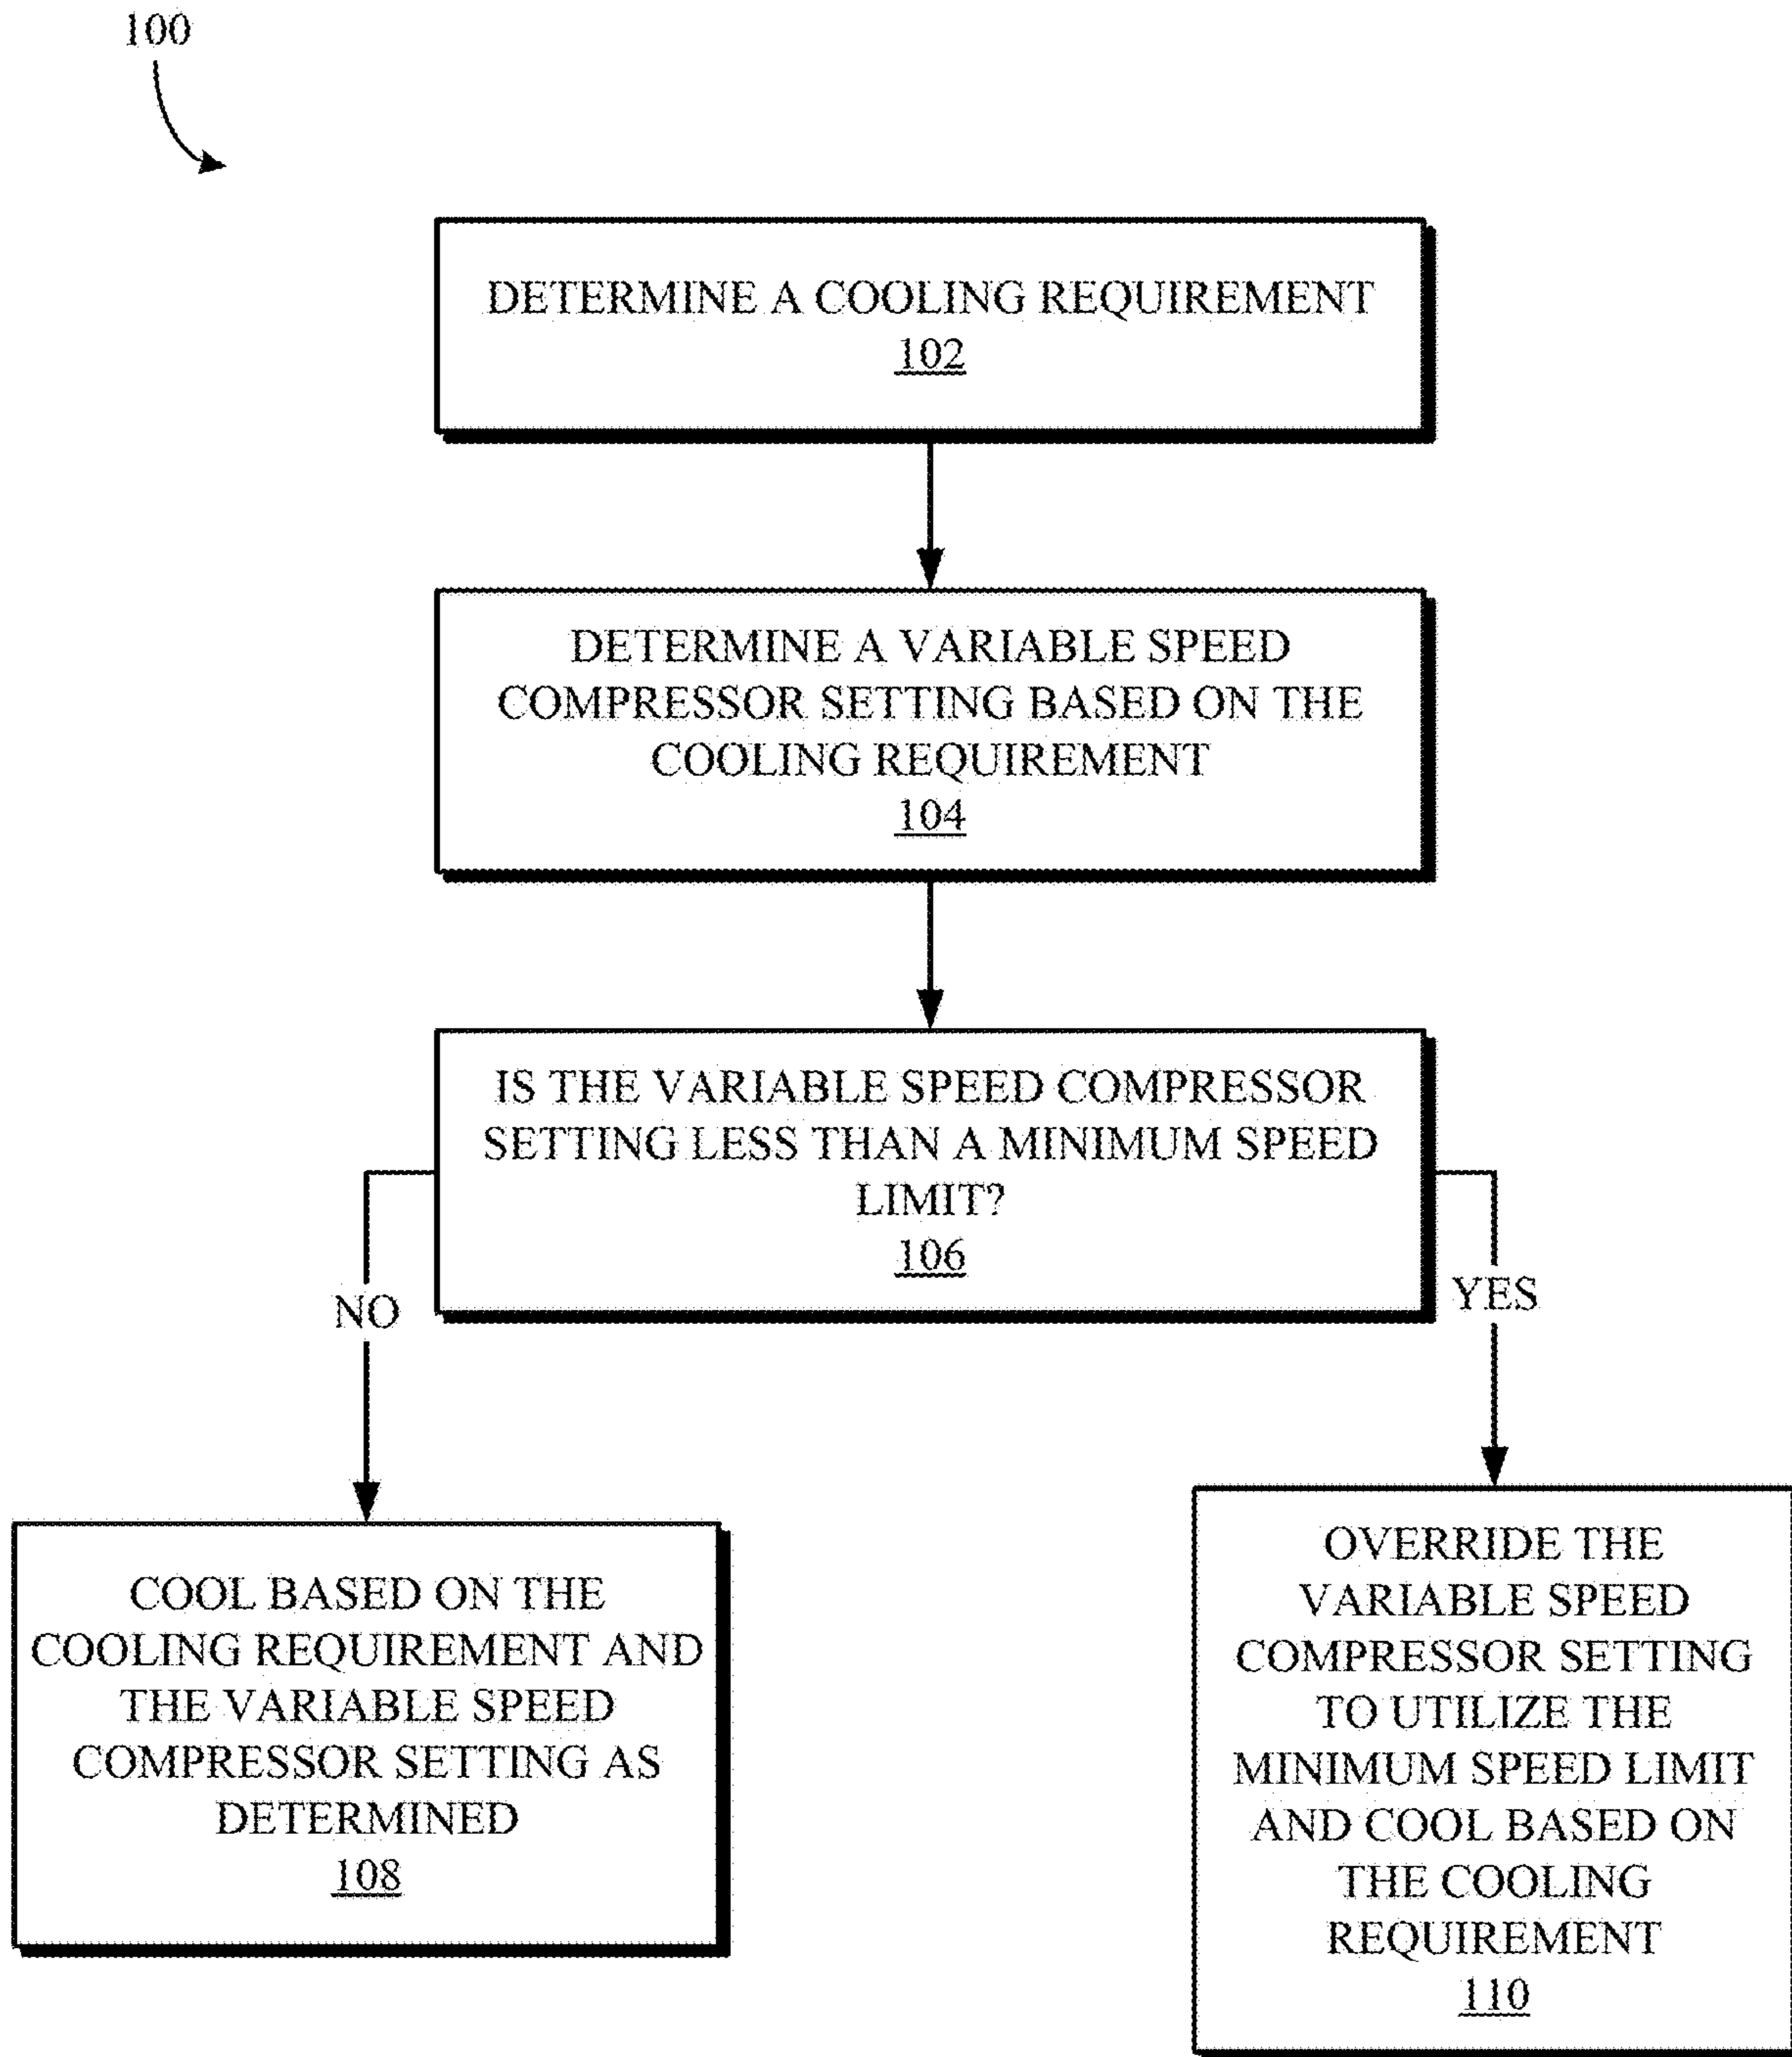 100
DETERMINE A COOLING REQUIREMENT
102
DETERMINE A VARIABLE SPEED
COMPRESSOR SETTING BASED ON THE
COOLING REQUIREMENT
104
IS THE VARIABLE SPEED COMPRESSOR
SETTING LESS THAN A MINIMUM SPEED
LIMIT?
106
NO
YES
COOL BASED ON THE
COOLING REQUIREMENT AND
THE VARIABLE SPEED
COMPRESSOR SETTING AS
DETERMINED
108
OVERRIDE THE
VARIABLE SPEED
COMPRESSOR SETTING
TO UTILIZE THE
MINIMUM SPEED LIMIT
AND COOL BASED ON
THE COOLING
REQUIREMENT
110